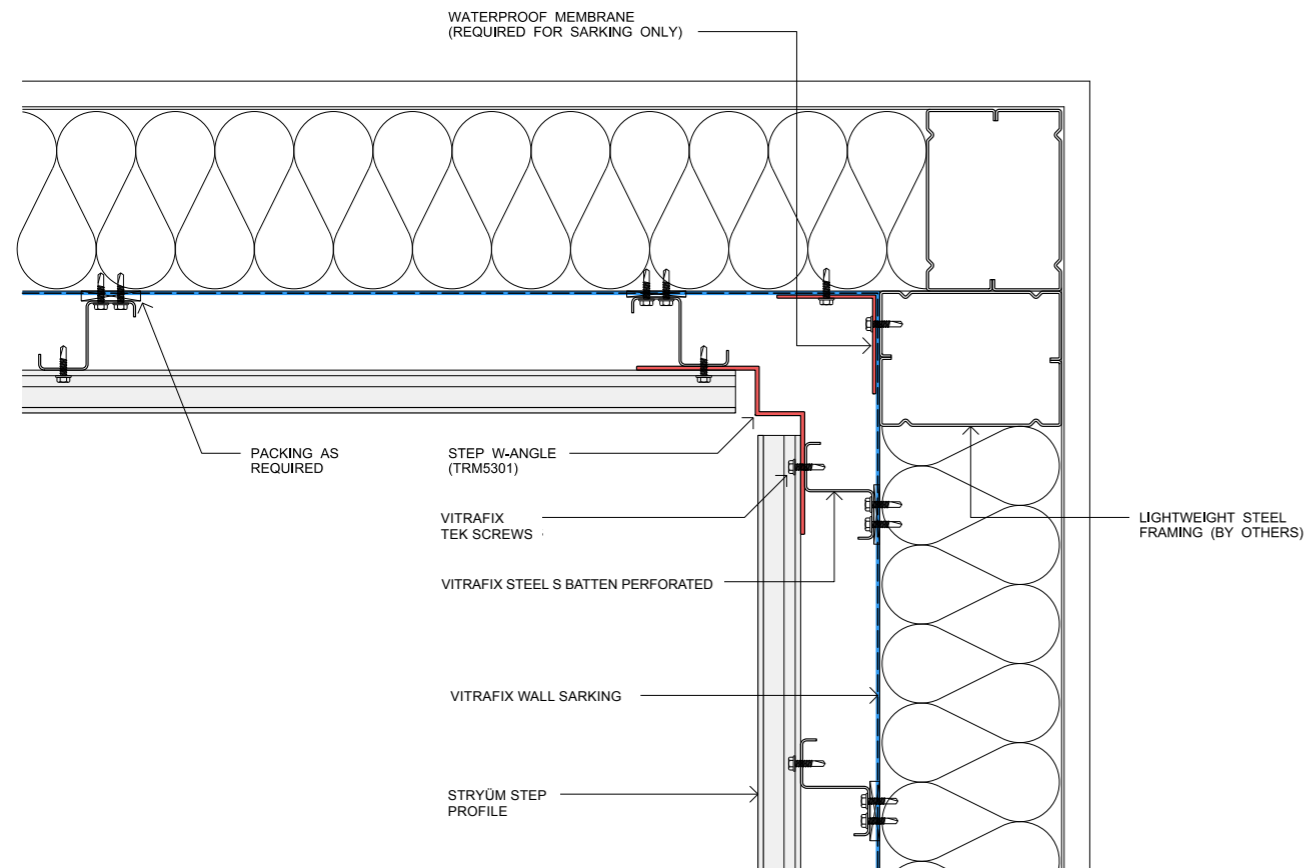 WATERPROOF MEMBRANE
(REQUIRED FOR SARKING ONLY)
PACKING AS
REQUIRED
STEP W-ANGLE
(TRM5301)
VITRAFIX
TEK SCREWS
LIGHTWEIGHT STEEL
FRAMING (BY OTHERS)
VITRAFIX STEEL S BATTEN PERFORATED
VITRAFIX WALL SARKING
STRYÜM STEP
PROFILE